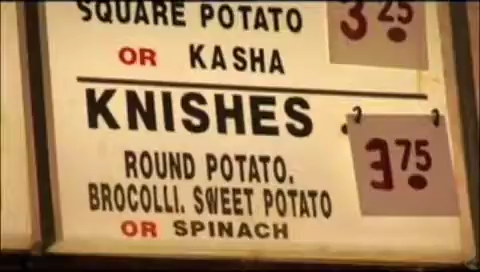 SQUARE POTATO 3.25
OR KASHA
KNISHES. 3.75
ROUND POTATO.
BROCOLLI. SWEET POTATO
OR SPINACH